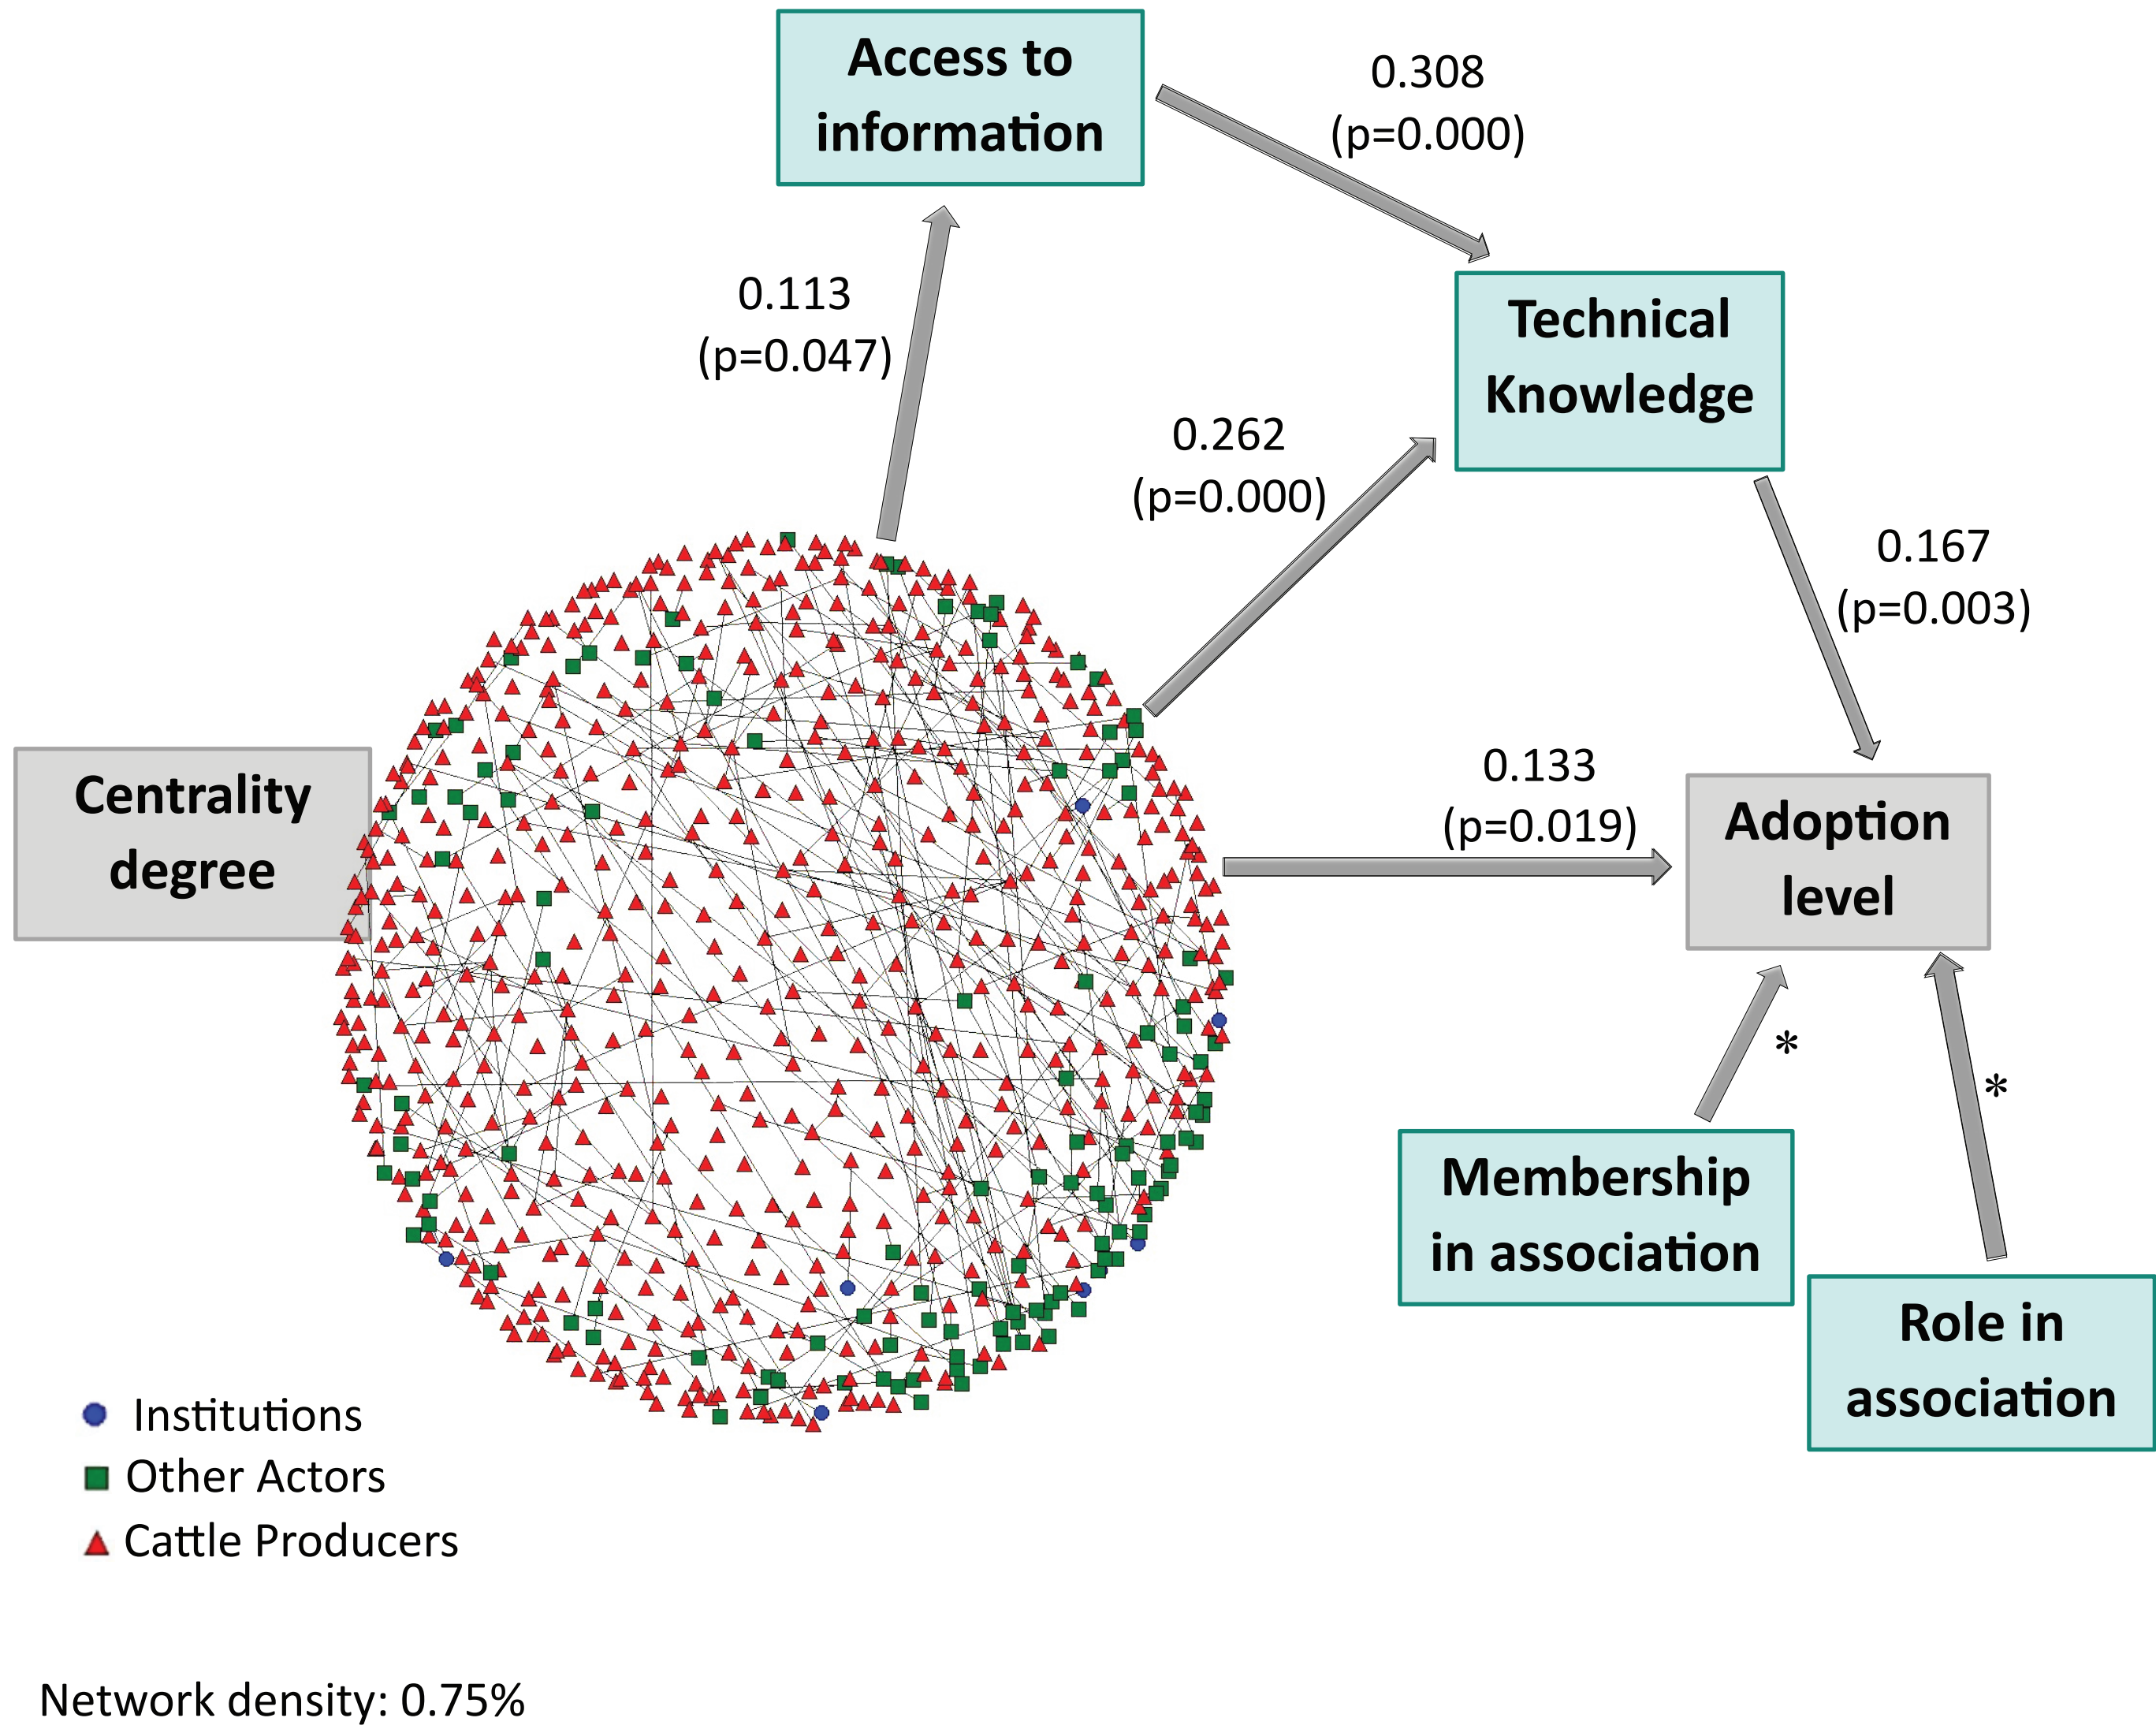 Access to
information
0.308
(p=0.000)
0.113
(p=0.047)
Technical
Knowledge
0.262
(p=0.000)
0.167
(p=0.003)
Centrality
degree
0.133
(p=0.019)
Adoption
level
*
*
Membership
in association
Role in
association
Institutions
Other Actors
Cattle Producers
Network density: 0.75%